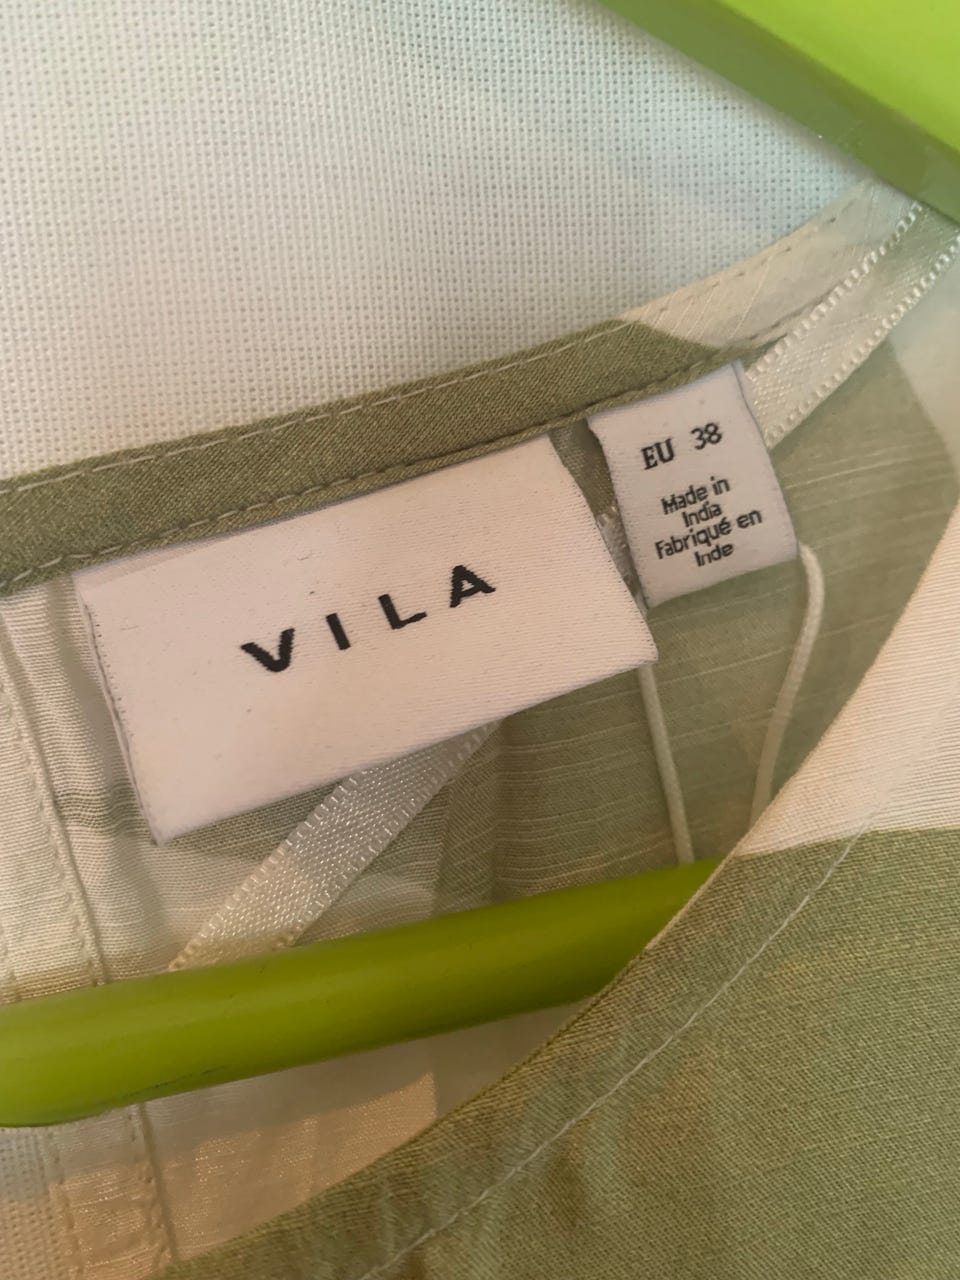 VILA
EU 38
Made in
India
Fabriqué en
Inde